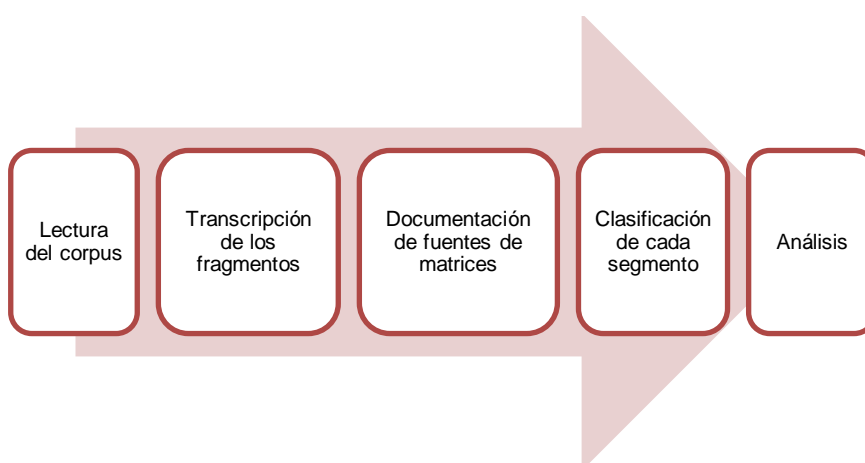 Lectura
del corpus
Transcripción
de los
fragmentos
Documentación
de fuentes de
matrices
Clasificación
de cada
segmento
Análisis